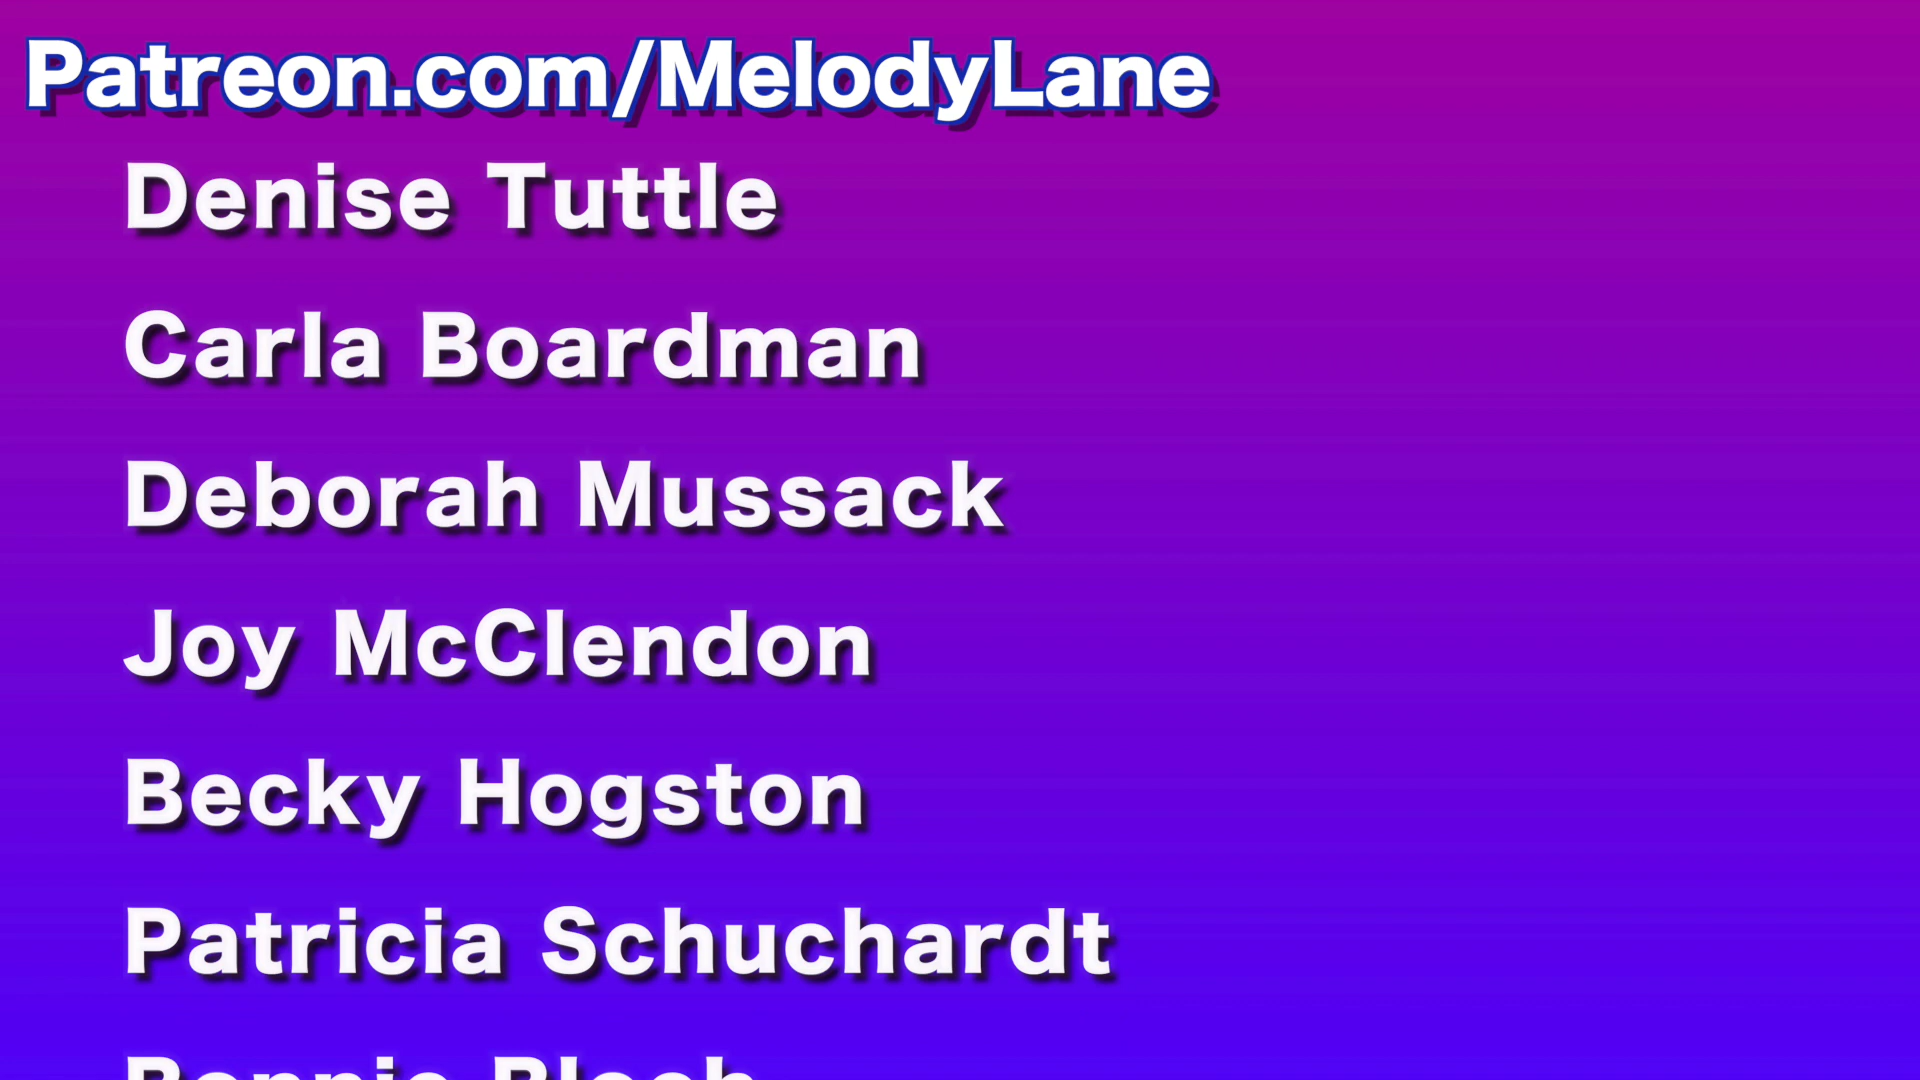 Patreon.com/MelodyLane
Denise Tuttle
Carla Boardman
Deborah Mussack
Joy McClendon
Becky Hogston
Patricia Schuchardt